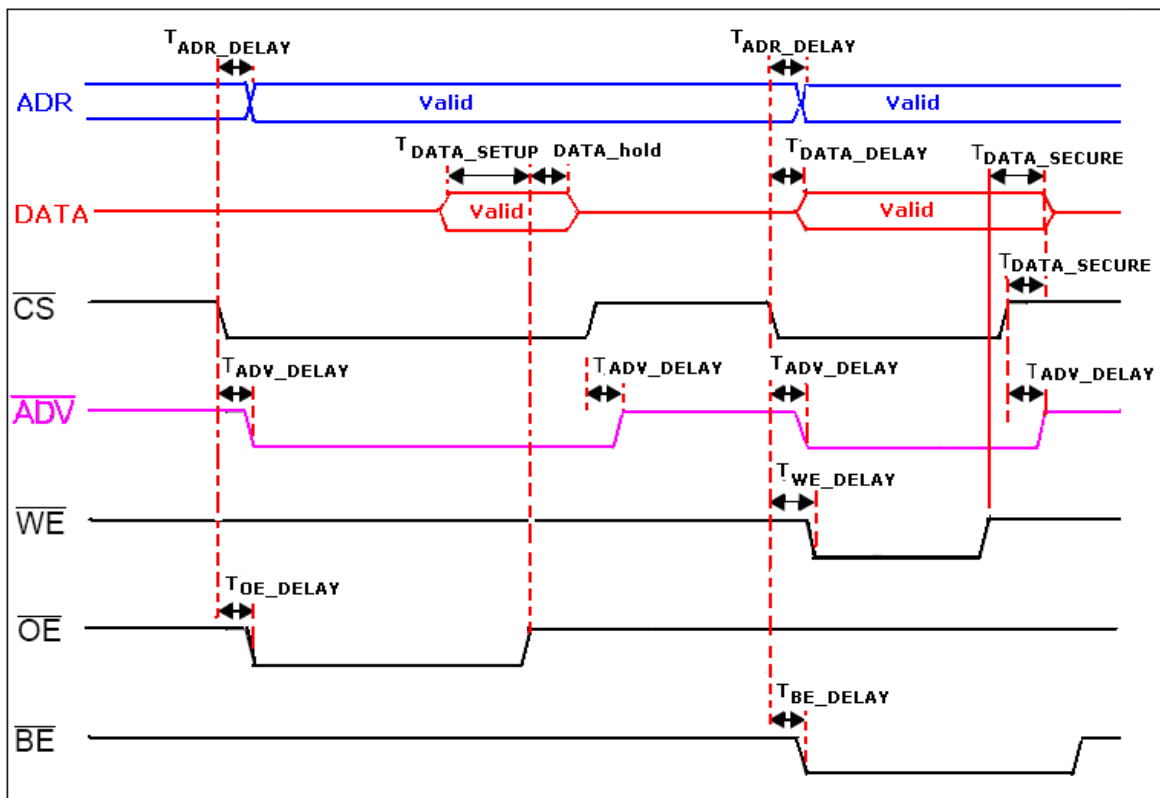 TADR_DELAY TADR_DELAY
ADR Valid Valid
TDATA_SETUP DATA_hold TDATA_DELAY TDATA_SECURE
DATA Valid Valid
TDATA_SECURE
CS
TADV_DELAY TADV_DELAY TADV_DELAY TADV_DELAY
ADV
TWE_DELAY
WE
TOE_DELAY
OE
TBE_DELAY
BE